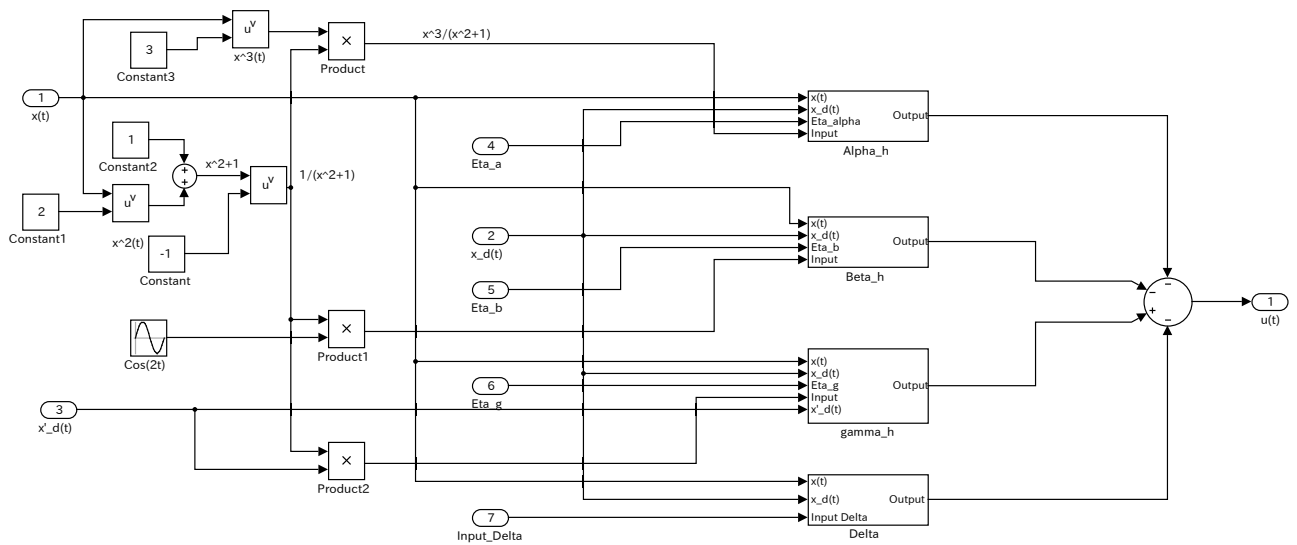 u^v
x^3(t)
3
Constant3
×
Product
x^3/(x^2+1)
1
x(t)
1
Constant2
+
+
x^2+1
u^v
1/(x^2+1)
2
Constant1
u^v
x^2(t)
-1
Constant
Cos(2t)
×
Product1
3
x'_d(t)
×
Product2
4
Eta_a
2
x_d(t)
5
Eta_b
6
Eta_g
7
Input_Delta
x(t)
x_d(t)
Eta_alpha
Input
Output
Alpha_h
x(t)
x_d(t)
Eta_b
Input
Output
Beta_h
x(t)
x_d(t)
Eta_g
Input
x'_d(t)
Output
gamma_h
x(t)
x_d(t)
Input Delta
Output
Delta
−
−
+
−
1
u(t)